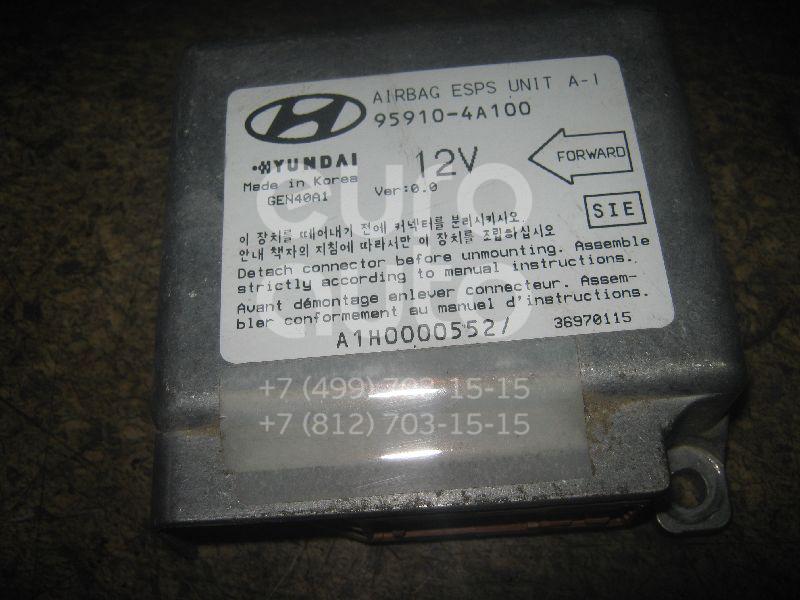 AIRBAG ESPS UNIT A-1
95910-4A100
HYUNDAI
12V
FORWARD
Made in Korea
Ver:0.0
GEN40A1
SIE
이 장치를 떼어내기 전에 커넥터를 분리시키시오.
안내 책자의 지침에 따라서만 이 장치를 조립하십시오
Detach connector before unmounting. Assemble
strictly according to manual instructions.
Avant démontage enlever connecteur. Assem-
bler conformement au manuel d'instructions.
A1H0000552/
36970115
euro
auto
+7 (499) 703-15-15
+7 (812) 703-15-15